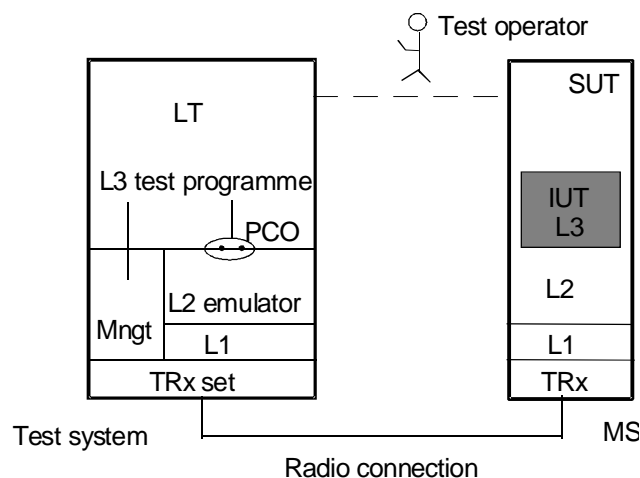 Test operator
LT
SUT
L3 test programme
IUT
L3
PCO
L2 emulator
L2
Mngt
L1
L1
TRx set
TRx
Test system
MS
Radio connection